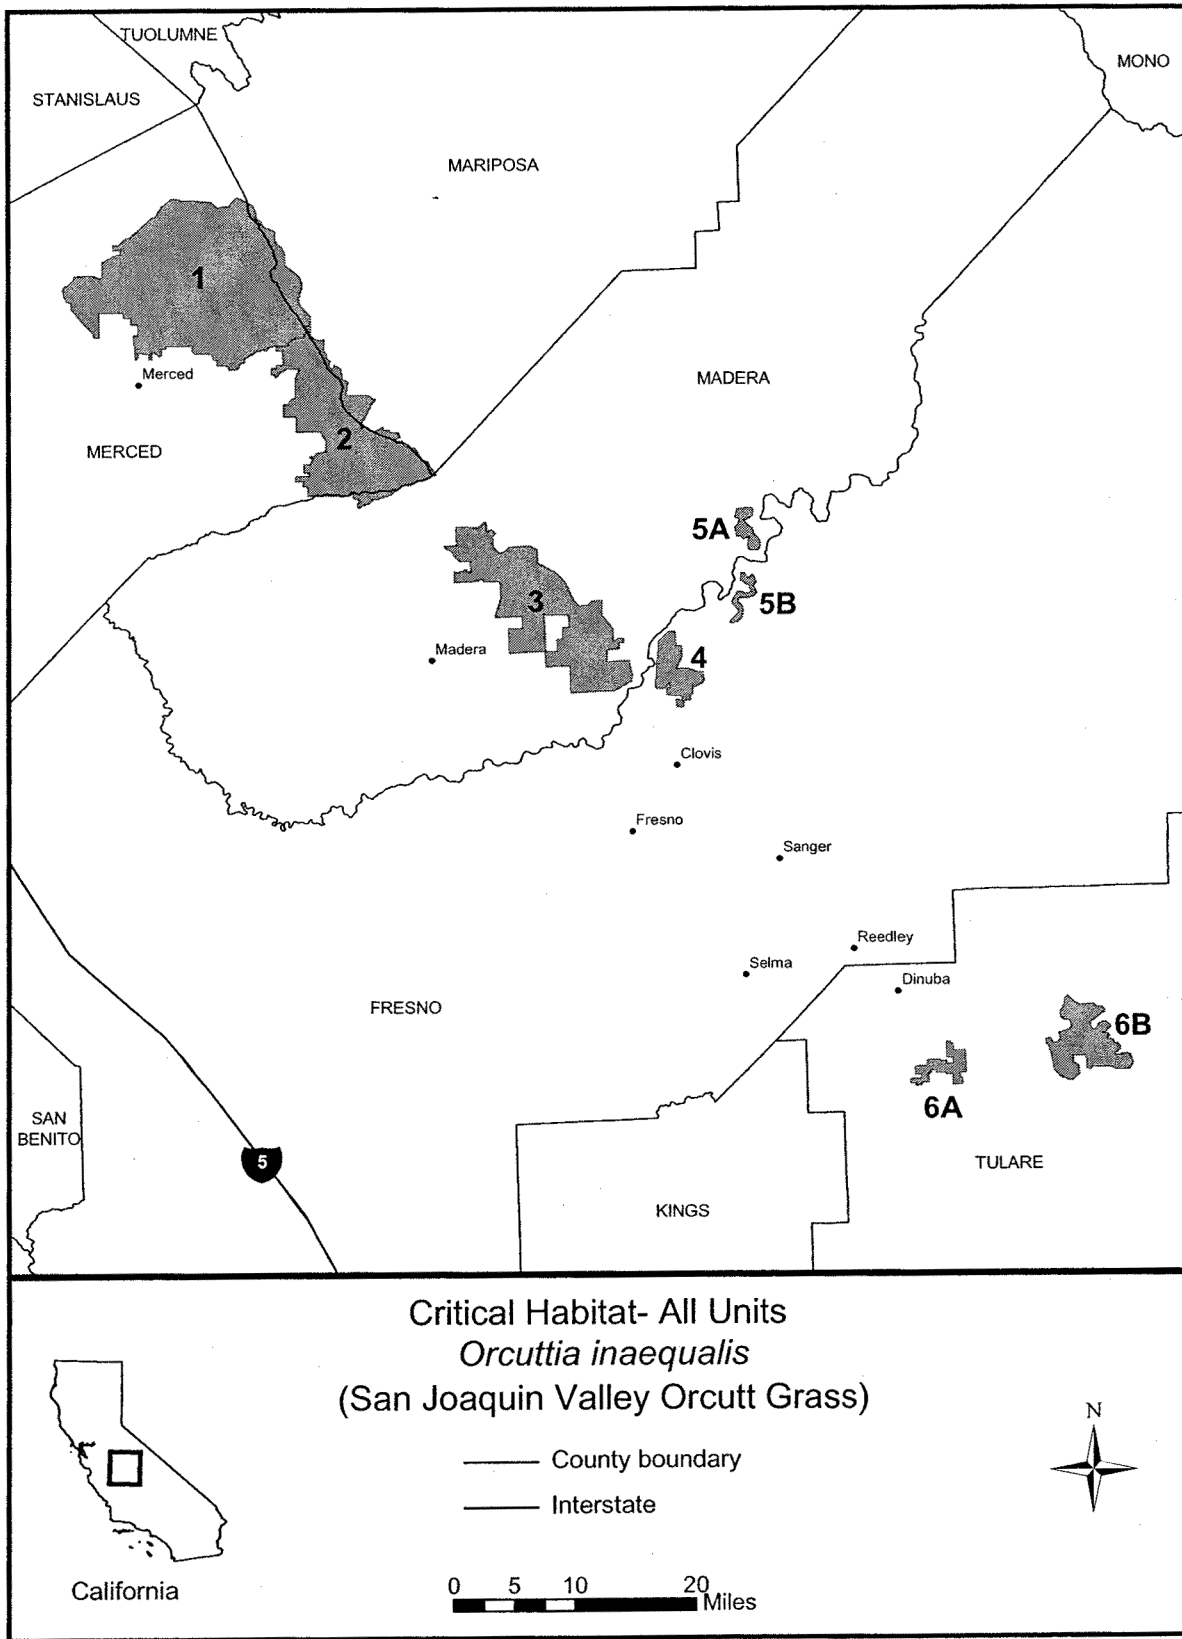 TUOLUMNE
MONO
STANISLAUS
MARIPOSA
1
Merced
MADERA
2
MERCED
5A
3
5B
Madera
4
Clovis
Fresno
Sanger
Reedley
Selma
Dinuba
FRESNO
6B
6A
SAN
BENITO
5
TULARE
KINGS
Critical Habitat- All Units
Orcuttia inaequalis
(San Joaquin Valley Orcutt Grass)
N
County boundary
Interstate
California
0 5 10 20
Miles